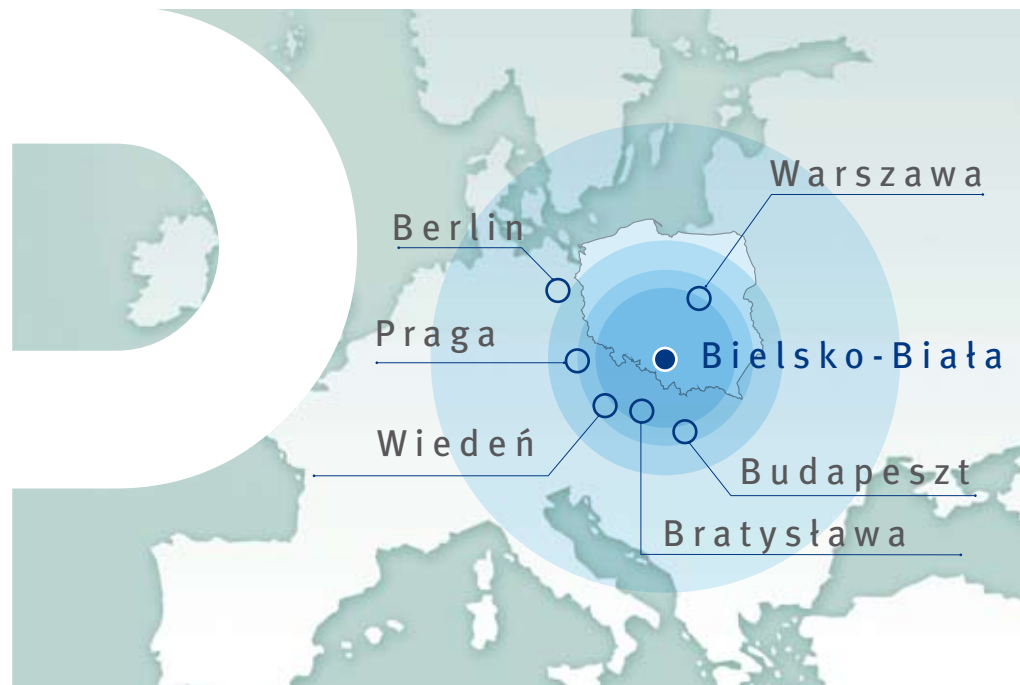 Warszawa
Berlin
Praga
Bielsko-Biała
Wiedeń
Budapeszt
Bratysława